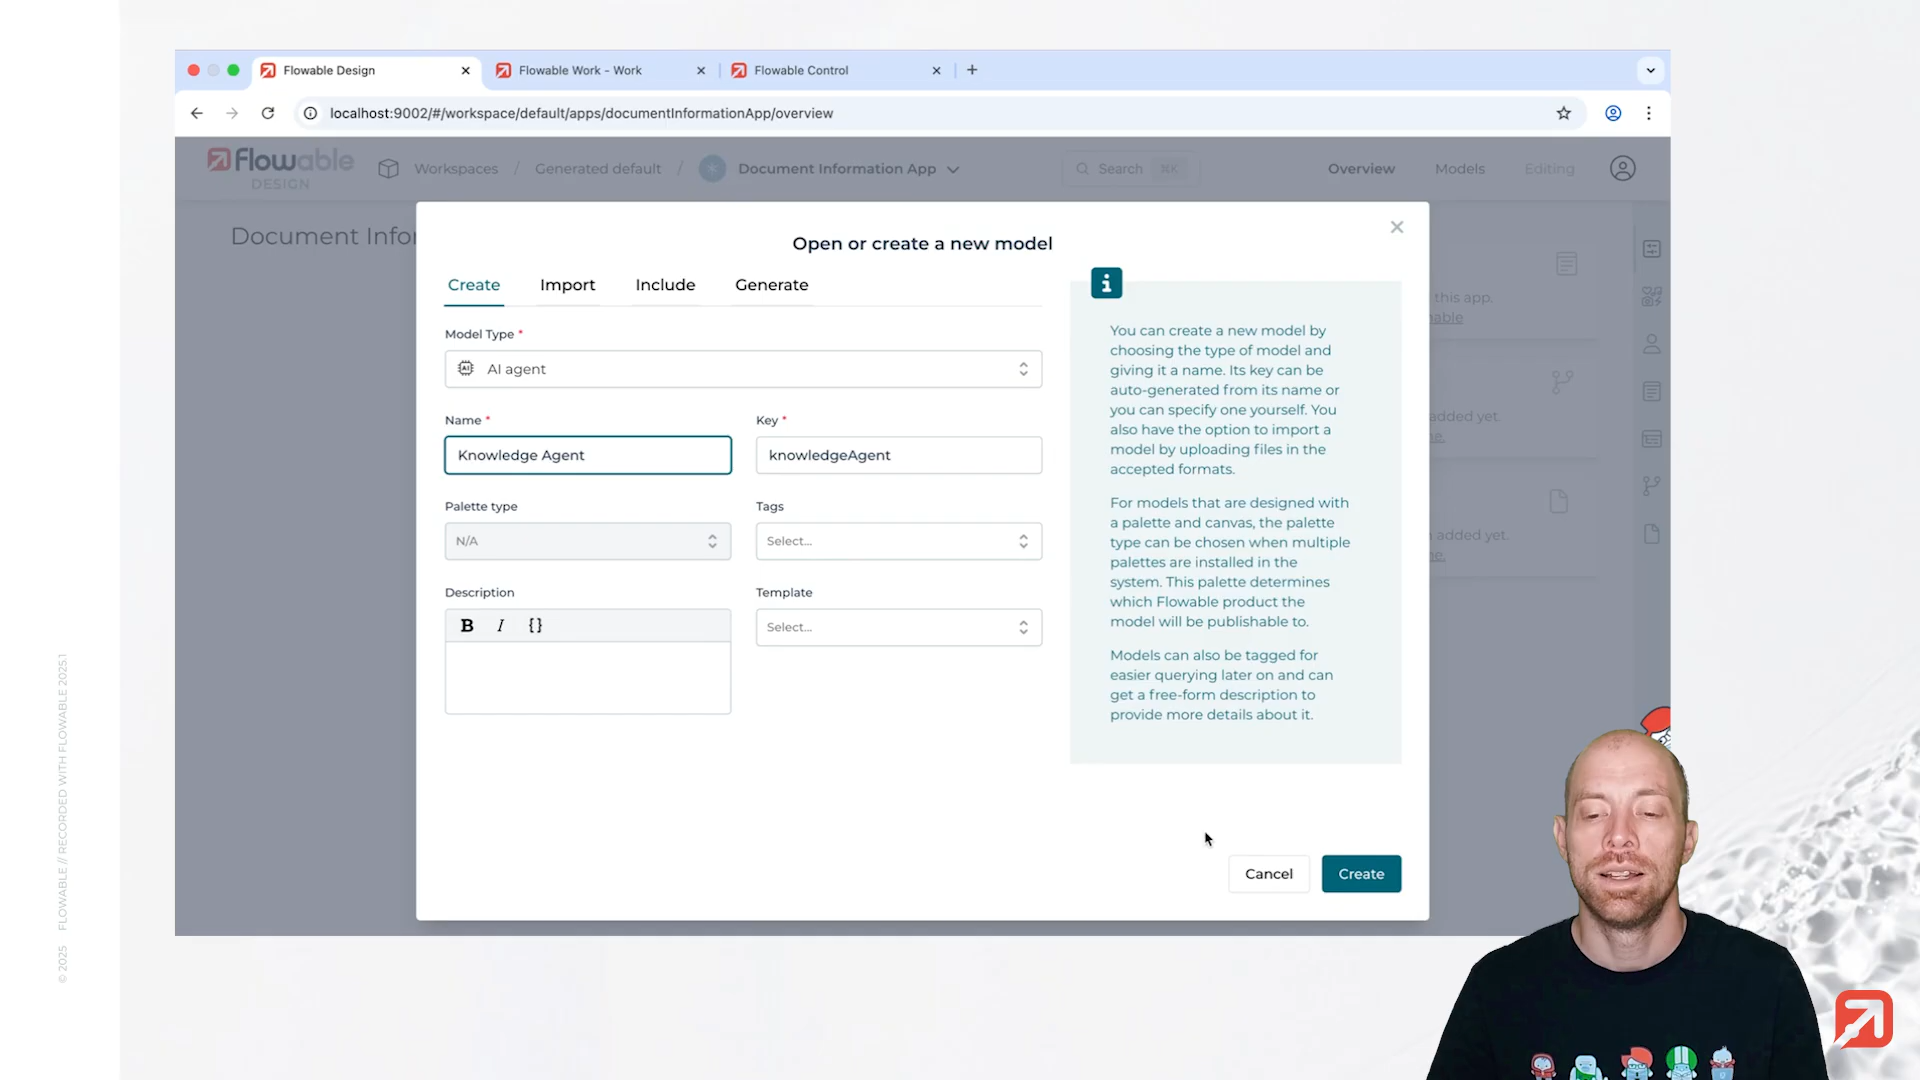 Flowable Design
Flowable Work - Work
Flowable Control
localhost:9002/#/workspace/default/apps/documentInformationApp/overview
Flowable
DESIGN
Workspaces / Generated default / Document Information App
Search ⌘K
Overview
Models
Editing
Document Infor
Open or create a new model
Create
Import
Include
Generate
Model Type *
AI agent
Name *
Key *
Knowledge Agent
knowledgeAgent
Palette type
Tags
N/A
Select...
Description
Template
B I {}
Select...
You can create a new model by
choosing the type of model and
giving it a name. Its key can be
auto-generated from its name or
you can specify one yourself. You
also have the option to import a
model by uploading files in the
accepted formats.
For models that are designed with
a palette and canvas, the palette
type can be chosen when multiple
palettes are installed in the
system. This palette determines
which Flowable product the
model will be publishable to.
Models can also be tagged for
easier querying later on and can
get a free-form description to
provide more details about it.
Cancel
Create
this app.
added yet.
added yet.
© 2025 FLOWABLE // RECORDED WITH FLOWABLE 2025.1